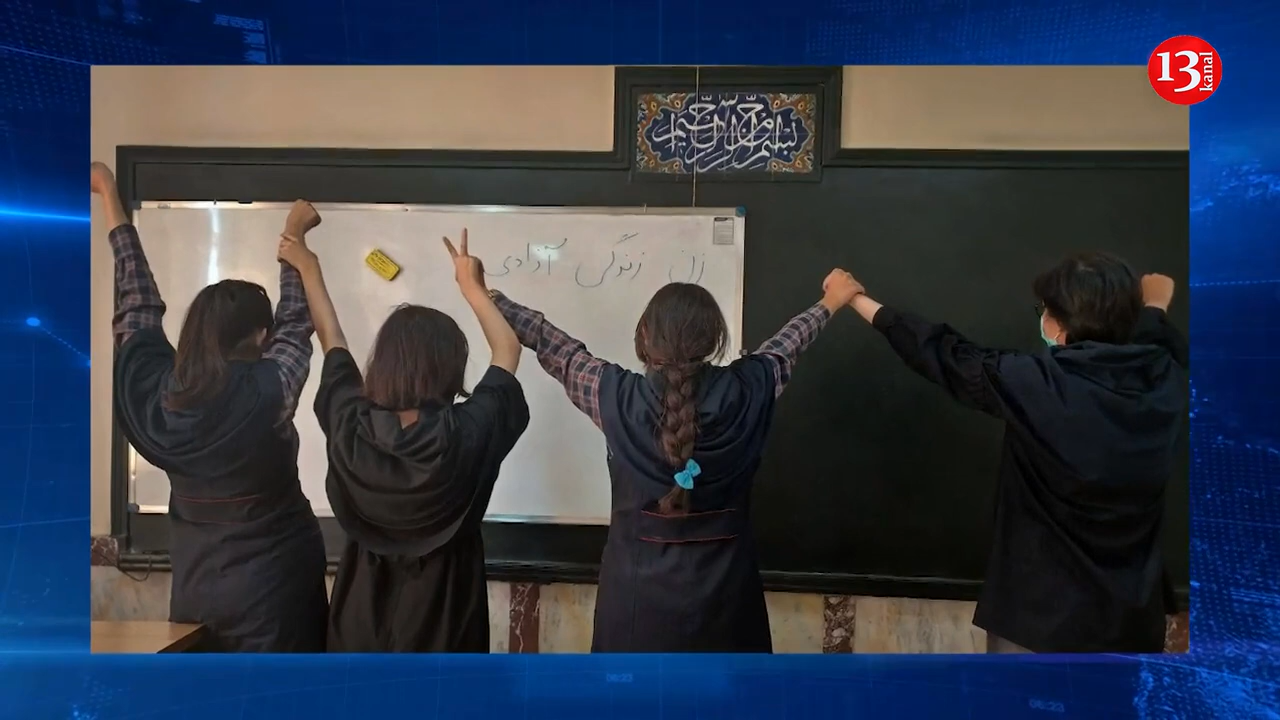 13 kanal
بسم الله الرحمن الرحیم
زن زندگی آزادی